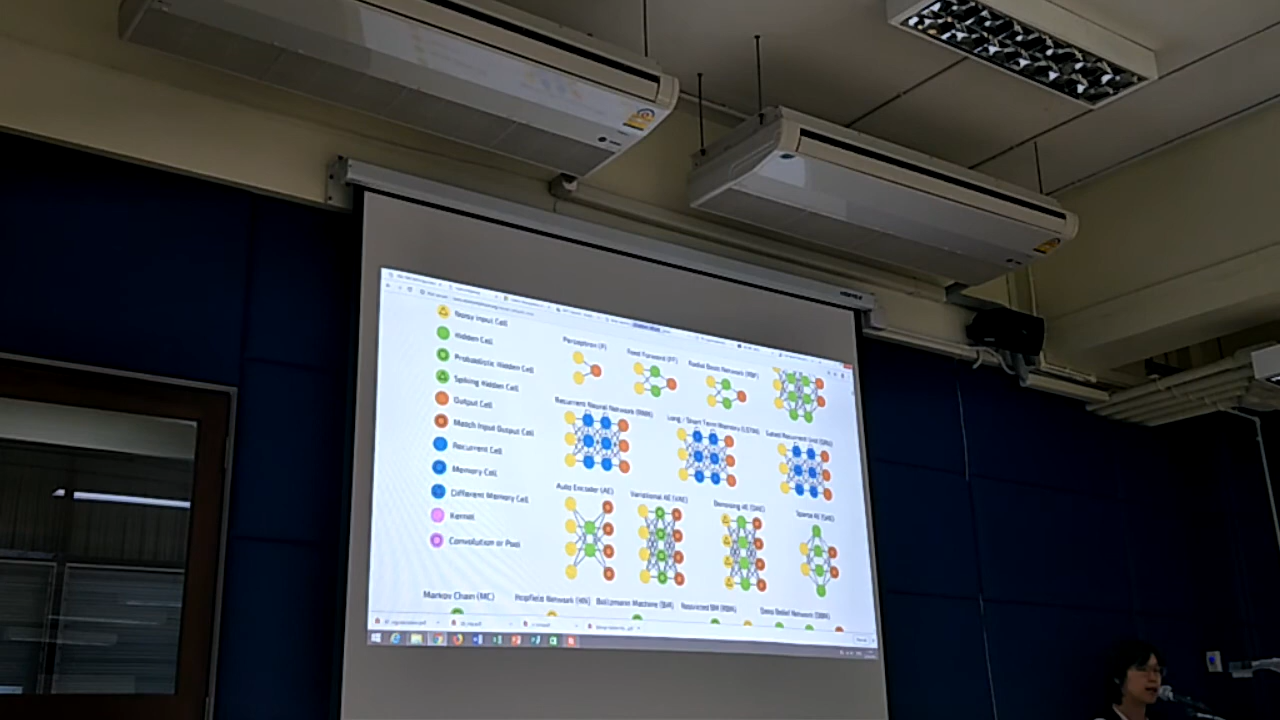 Noisy Input Cell
Hidden Cell
Probablistic Hidden Cell
Spiking Hidden Cell
Output Cell
Match Input Output Cell
Recurrent Cell
Memory Cell
Different Memory Cell
Kernel
Convolution or Pool
Perceptron (P)
Feed Forward (FF)
Radial Basis Network (RBF)
Recurrent Neural Network (RNN)
Long / Short Term Memory (LSTM)
Gated Recurrent Unit (GRU)
Auto Encoder (AE)
Variational AE (VAE)
Denoising AE (DAE)
Sparse AE (SAE)
Markov Chain (MC)
Hopfield Network (HN)
Boltzmann Machine (BM)
Restricted BM (RBM)
Deep Belief Network (DBN)